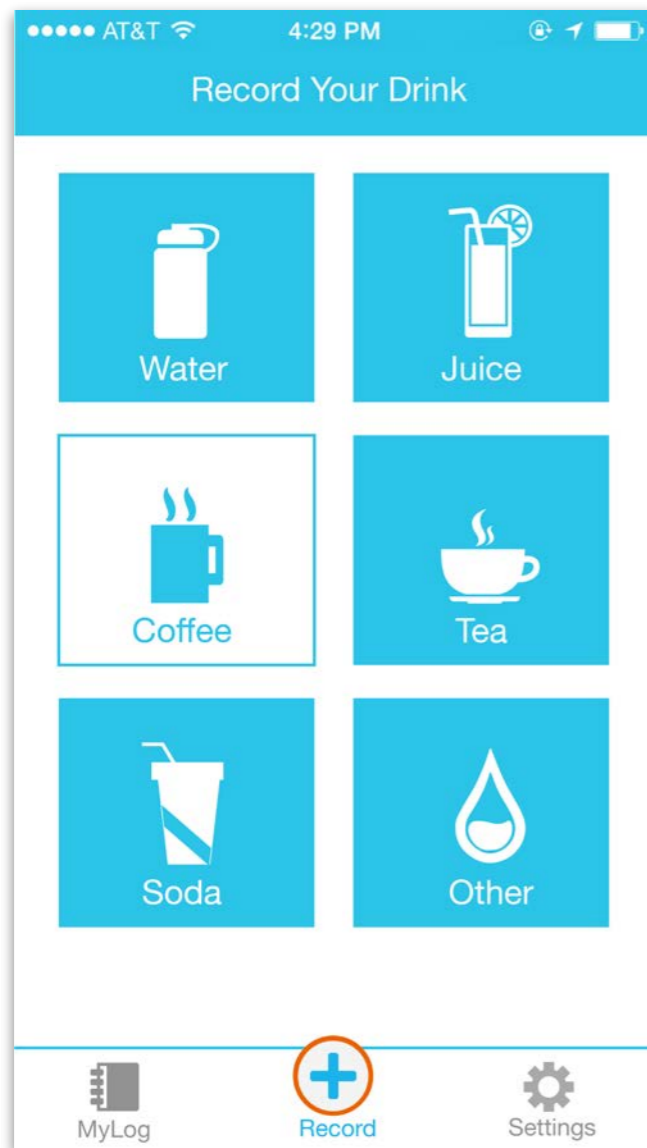 AT&T 4:29 PM
Record Your Drink
Water Juice
Coffee Tea
Soda Other
MyLog Record Settings